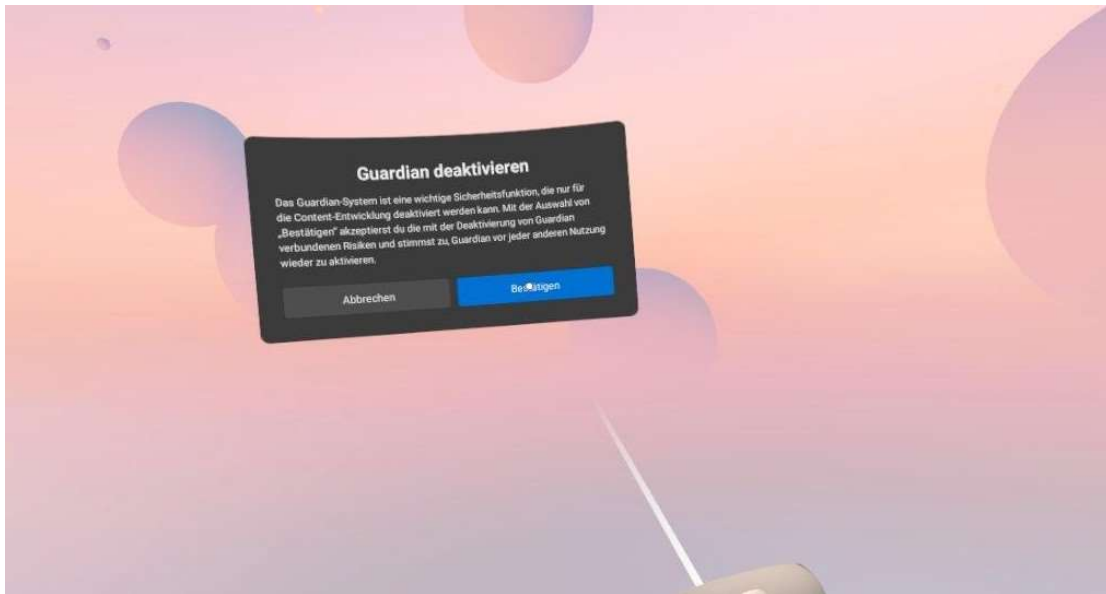 Guardian deaktivieren
Das Guardian-System ist eine wichtige Sicherheitsfunktion, die nur für
die Content-Entwicklung deaktiviert werden kann. Mit der Auswahl von
„Bestätigen" akzeptierst du die mit der Deaktivierung von Guardian
verbundenen Risiken und stimmst zu, Guardian vor jeder anderen Nutzung
wieder zu aktivieren.
Abbrechen
Bestätigen